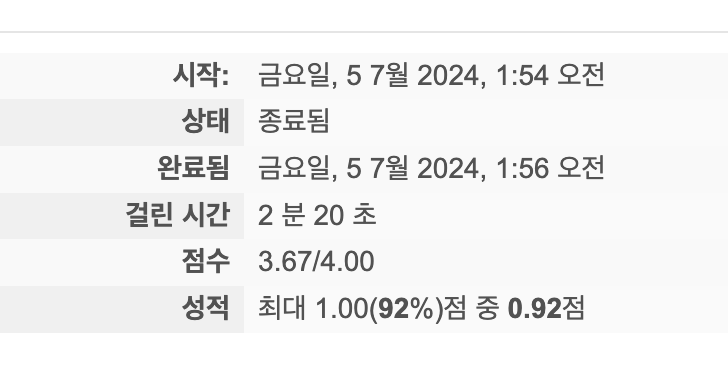 시작: 금요일, 5 7월 2024, 1:54 오전
상태 종료됨
완료됨 금요일, 5 7월 2024, 1:56 오전
걸린 시간 2 분 20 초
점수 3.67/4.00
성적 최대 1.00(92%)점 중 0.92점